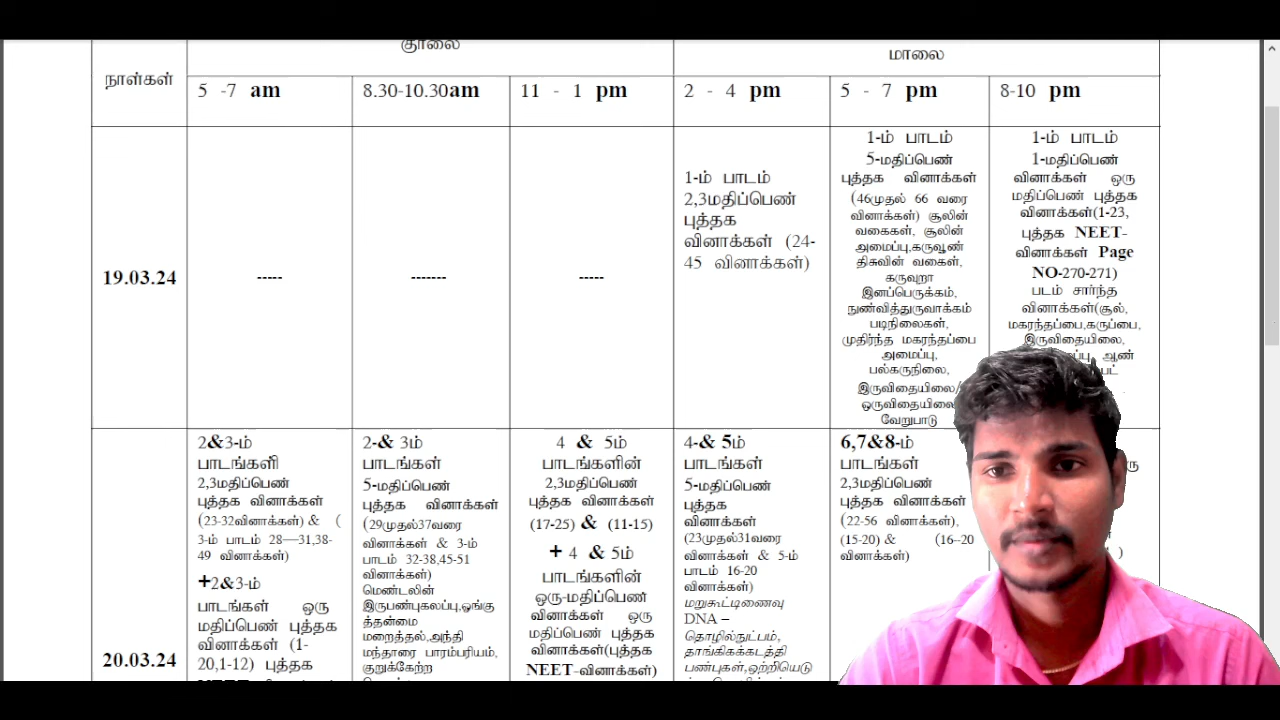 காலை
மாலை
நாள்கள்
5 -7 am
8.30-10.30am
11 - 1 pm
2 - 4 pm
5 - 7 pm
8-10 pm
19.03.24
-----
-------
-----
1-ம் பாடம்
2,3மதிப்பெண்
புத்தக
வினாக்கள் (24-
45 வினாக்கள்)
1-ம் பாடம்
5-மதிப்பெண்
புத்தக வினாக்கள்
(46முதல் 66 வரை
வினாக்கள்) சூலின்
வகைகள், சூலின்
அமைப்பு,கருவூண்
திசுவின் வகைள்,
கருவுறா
இனப்பெருக்கம்,
நுண்வித்துருவாக்கம்
படிநிலைகள்,
முதிர்ந்த மகரந்தப்பை
அமைப்பு,
பல்கருநிலை,
இருவிதையிலை/
ஒருவிதையிலை
வேறுபாடு
1-ம் பாடம்
1-மதிப்பெண்
வினாக்கள் ஒரு
மதிப்பெண் புத்தக
வினாக்கள்(1-23,
புத்தக NEET-
வினாக்கள் Page
NO-270-271)
படம் சார்ந்த
வினாக்கள்(சூல்,
மகரந்தப்பை,கருப்பை,
இருவிதையிலை,
ஆண்
20.03.24
2&3-ம்
பாடங்களி
2,3மதிப்பெண்
புத்தக வினாக்கள்
(23-32வினாக்கள்) & (
3-ம் பாடம் 28—31,38-
49 வினாக்கள்)
+2&3-ம்
பாடங்கள் ஒரு
மதிப்பெண் புத்தக
வினாக்கள் (1-
20,1-12) புத்தக
2-& 3ம்
பாடங்கள்
5-மதிப்பெண்
புத்தக வினாக்கள்
(29முதல்37வரை
வினாக்கள் & 3-ம்
பாடம் 32-38,45-51
வினாக்கள்)
மெண்டலின்
இருபண்புகலப்பு,ஓங்கு
த்தன்மை
மறைத்தல்,அந்தி
மந்தாரை பாரம்பரியம்,
குறுக்கேற்ற
4 & 5ம்
பாடங்களின்
2,3மதிப்பெண்
புத்தக வினாக்கள்
(17-25) & (11-15)
+ 4 & 5ம்
பாடங்களின்
ஒரு-மதிப்பெண்
வினாக்கள் ஒரு
மதிப்பெண் புத்தக
வினாக்கள்(புத்தக
NEET-வினாக்கள்)
4-& 5ம்
பாடங்கள்
5-மதிப்பெண்
புத்தக
வினாக்கள்
(23முதல்31வரை
வினாக்கள் & 5-ம்
பாடம் 16-20
வினாக்கள்)
மறுகூட்டிணைவு
DNA –
தொழில்நுட்பம்,
தாங்கிக்கடத்தி
பண்புகள்,ஒற்றியெடு
6,7&8-ம்
பாடங்கள்
2,3மதிப்பெண்
புத்தக வினாக்கள்
(22-56 வினாக்கள்),
(15-20) & (16--20
வினாக்கள்)